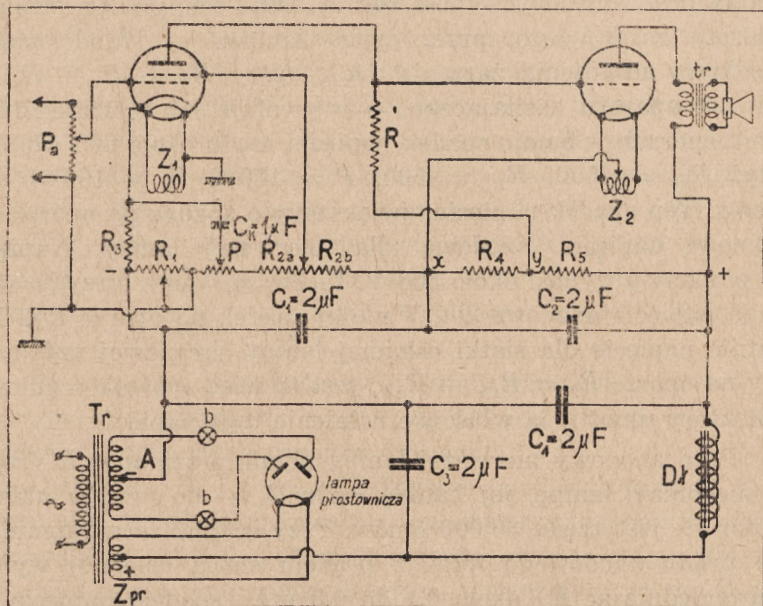 tr
Pa
R
Z₁
Z₂
C_K=1μF
R₃
- R₁ P R₂ₐ R₂b x R₄ y R₅ +
C₁=2μF
C₂=2μF
Tr
b
A
C₄=2μF
C₃=2μF
Dł
lampa
prostownicza
b
+
Zpr